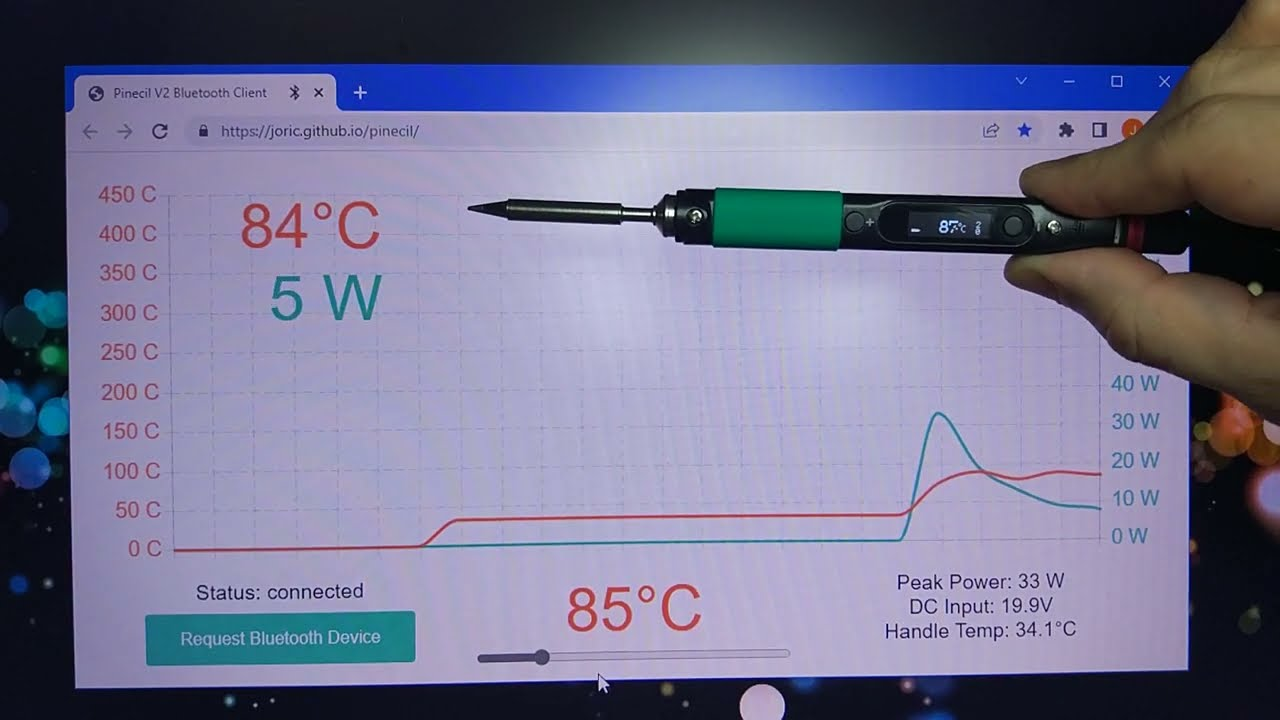 Pinecil V2 Bluetooth Client
https://joric.github.io/pinecil/
J
450 C
400 C
350 C
300 C
250 C
200 C
150 C
100 C
50 C
0 C
84°C
5 W
+
87°C
40 W
30 W
20 W
10 W
0 W
Status: connected
Request Bluetooth Device
85°C
Peak Power: 33 W
DC Input: 19.9V
Handle Temp: 34.1°C